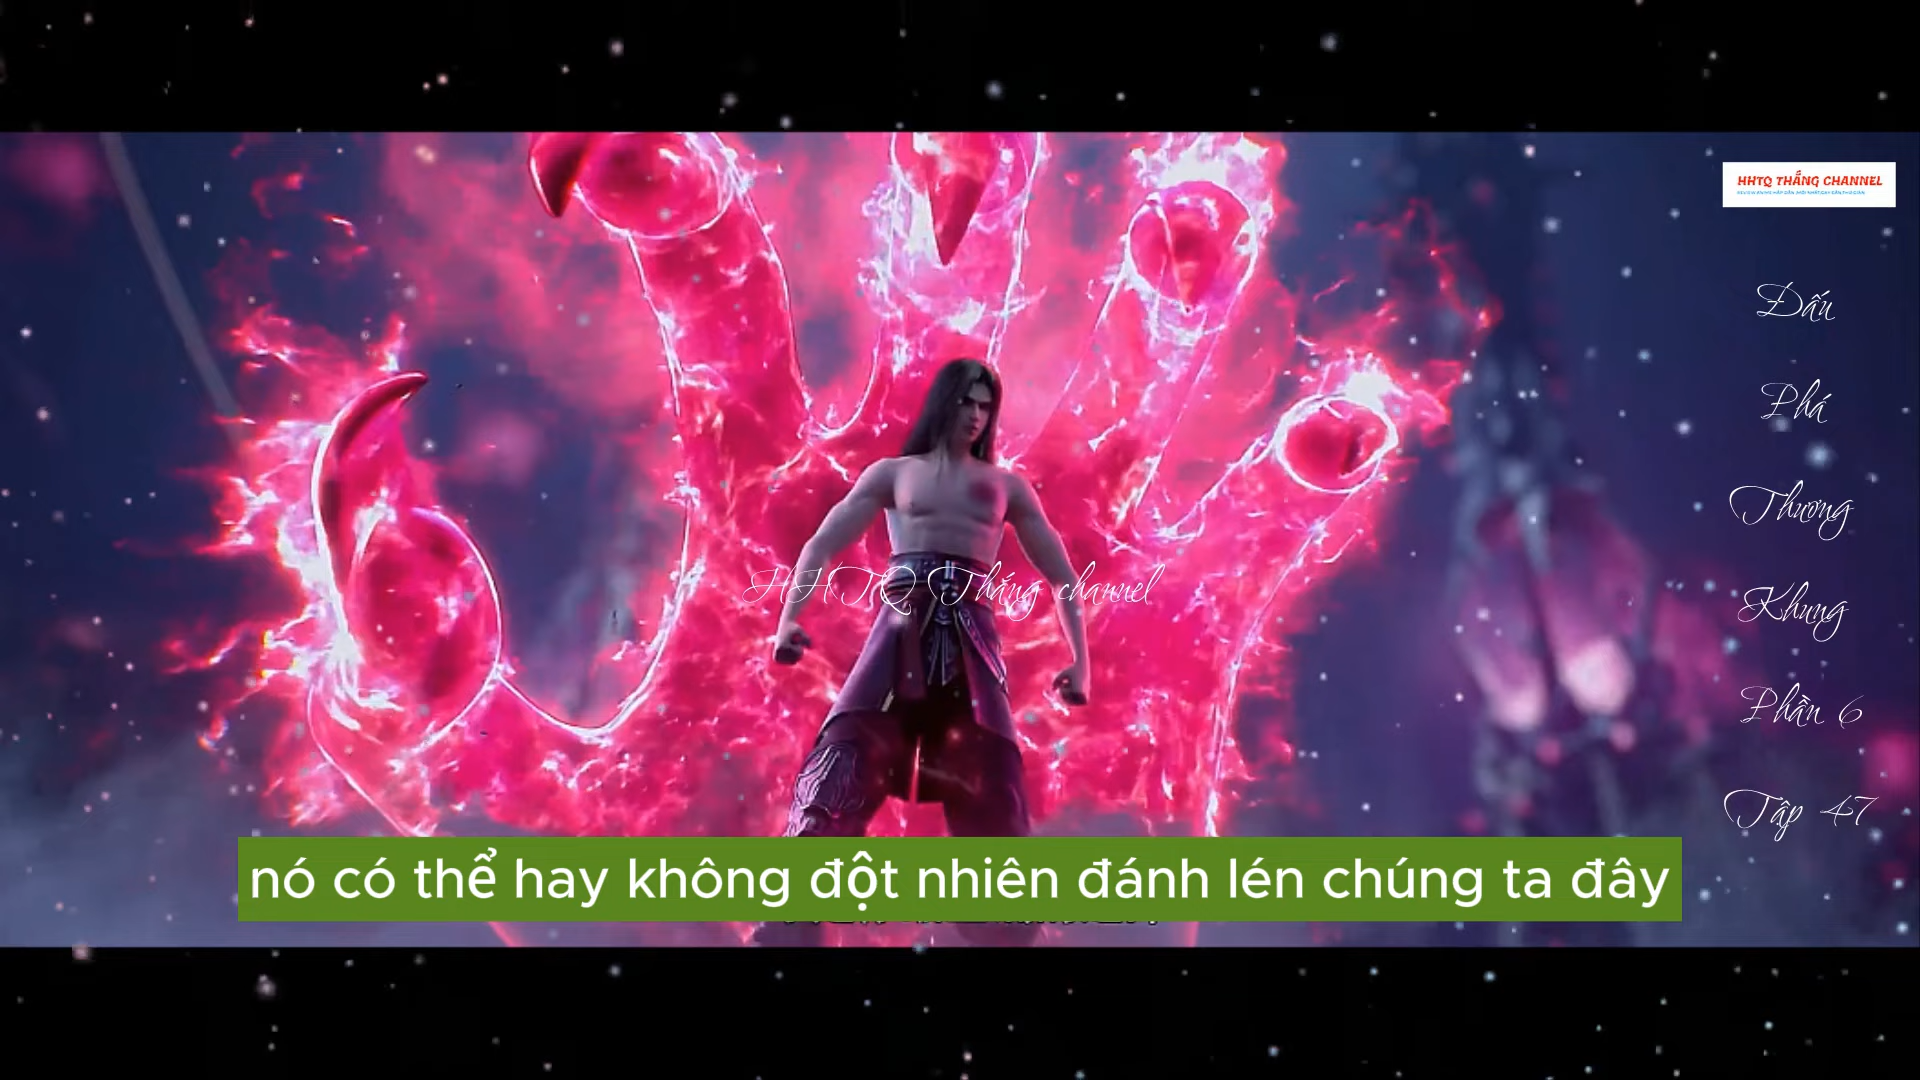 HHTQ THẮNG CHANNEL
Đấu
Phá
Thương
Khung
Phần 6
Tập 47
HHTQ Thắng channel
nó có thể hay không đột nhiên đánh lén chúng ta đây